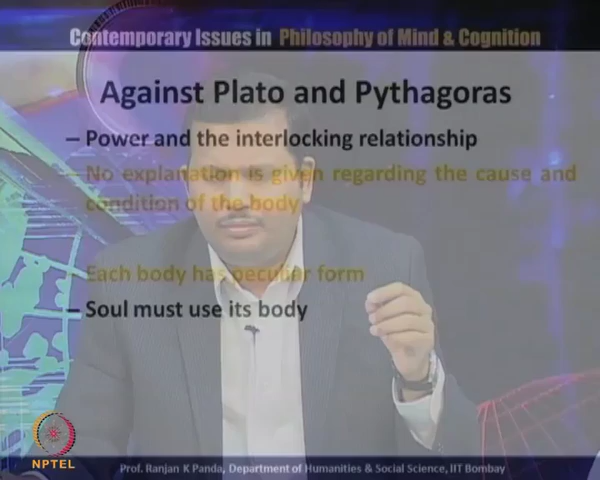 Contemporary Issues in Philosophy of Mind & Cognition
Against Plato and Pythagoras
– Power and the interlocking relationship
– No explanation is given regarding the cause and
condition of the body
– Each body has peculiar form
– Soul must use its body
NPTEL
Prof. Ranjan K Panda, Department of Humanities & Social Science, IIT Bombay